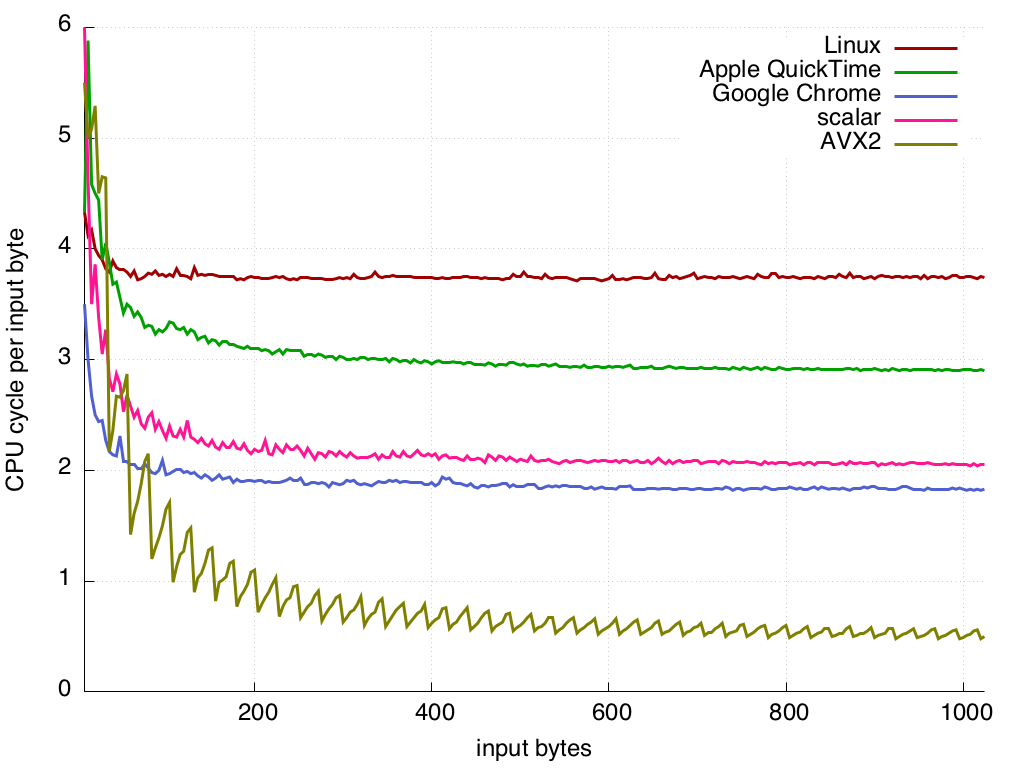 6
5
4
3
2
1
0
CPU cycle per input byte
Linux
Apple QuickTime
Google Chrome
scalar
AVX2
200 400 600 800 1000
input bytes